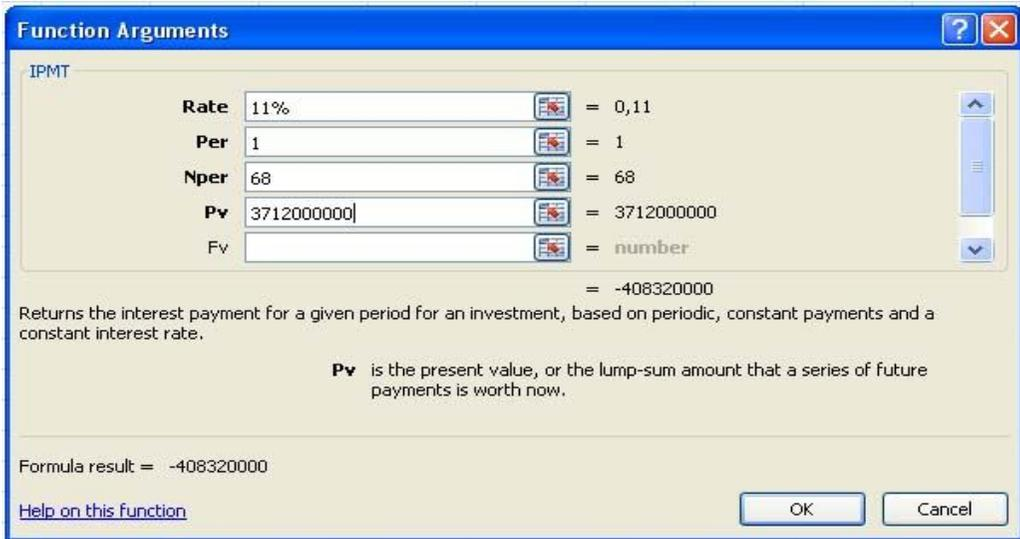 Function Arguments
IPMT
Rate 11% = 0,11
Per 1 = 1
Nper 68 = 68
Pv 3712000000 = 3712000000
Fv = number
= -408320000
Returns the interest payment for a given period for an investment, based on periodic, constant payments and a
constant interest rate.
Pv is the present value, or the lump-sum amount that a series of future
payments is worth now.
Formula result = -408320000
Help on this function OK Cancel